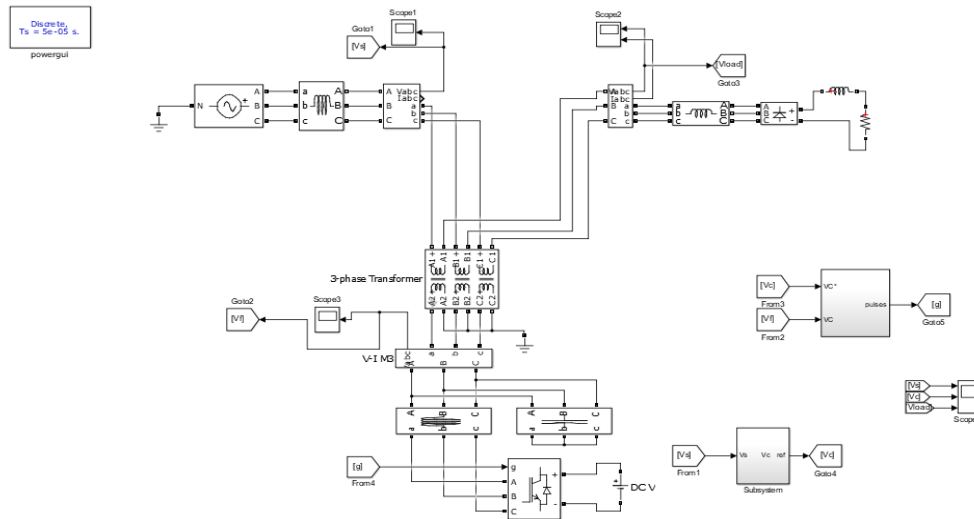 Discrete,
Ts = 5e-05 s.
powergui
Scope1
Goto1
[Vs]
Scope2
[Vload]
Goto3
N
A
B
C
a
b
c
A
B
C
A
B
C
Vabc
Iabc
a
b
c
Vabc
Iabc
A
B
C
a
b
c
a
b
c
A
B
C
A
B
C
+
-
3-phase Transformer
A1+
A1
B1+
B1
C1+
C1
A2+
A2
B2+
B2
C2+
C2
Goto2
[Vf]
Scope3
V-I M3
Vabc
a
b
c
A
B
C
A
B
C
a
b
c
A
B
C
a
b
c
[g]
From4
g
A
B
C
+
-
+
DC V
[Vc]
From3
[Vf]
From2
VC*
VC
pulses
[g]
Goto5
[Vs]
[Vc]
[Vload]
Scope
[Vs]
From1
Vs
Vc ref
Subsystem
[Vc]
Goto4